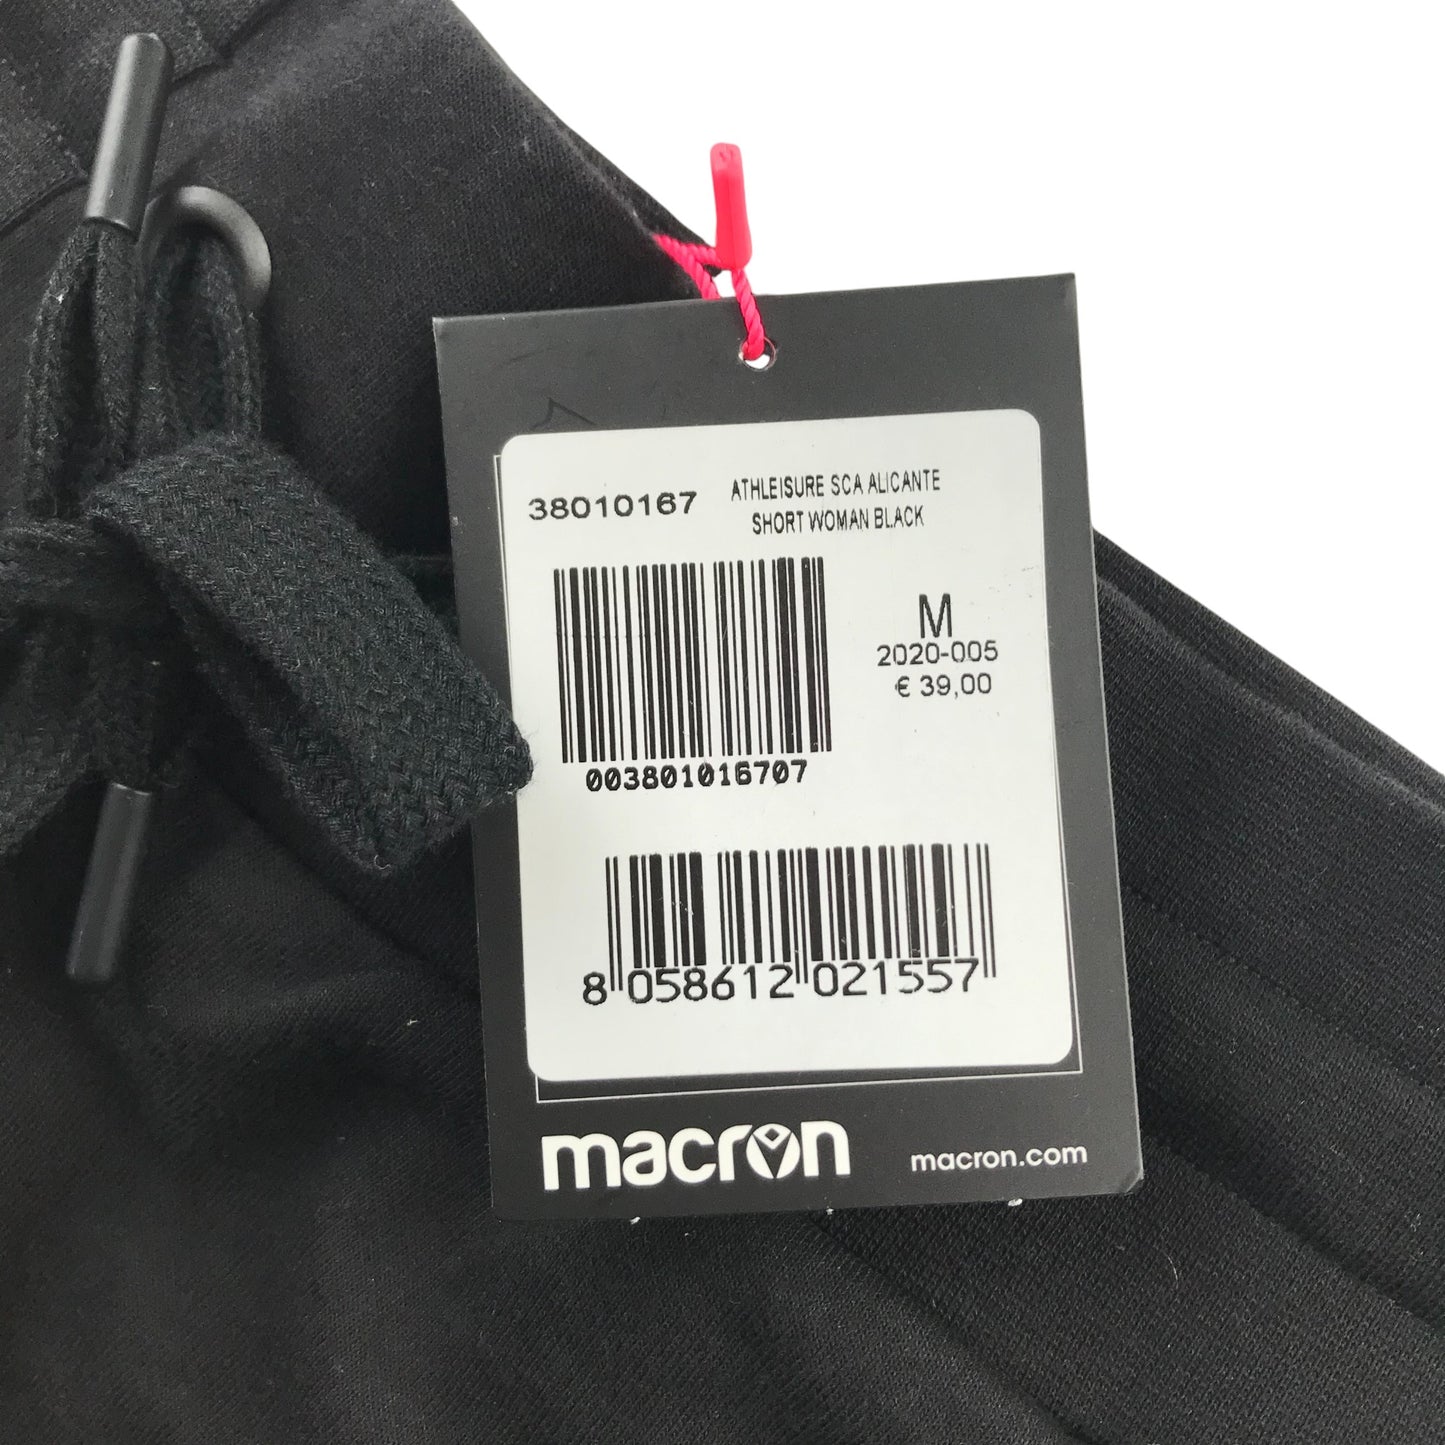 38010167 ATHLEISURE SCA ALICANTE
SHORT WOMAN BLACK
M
2020-005
€ 39,00
003801016707
8 058612 021557
macron macron.com